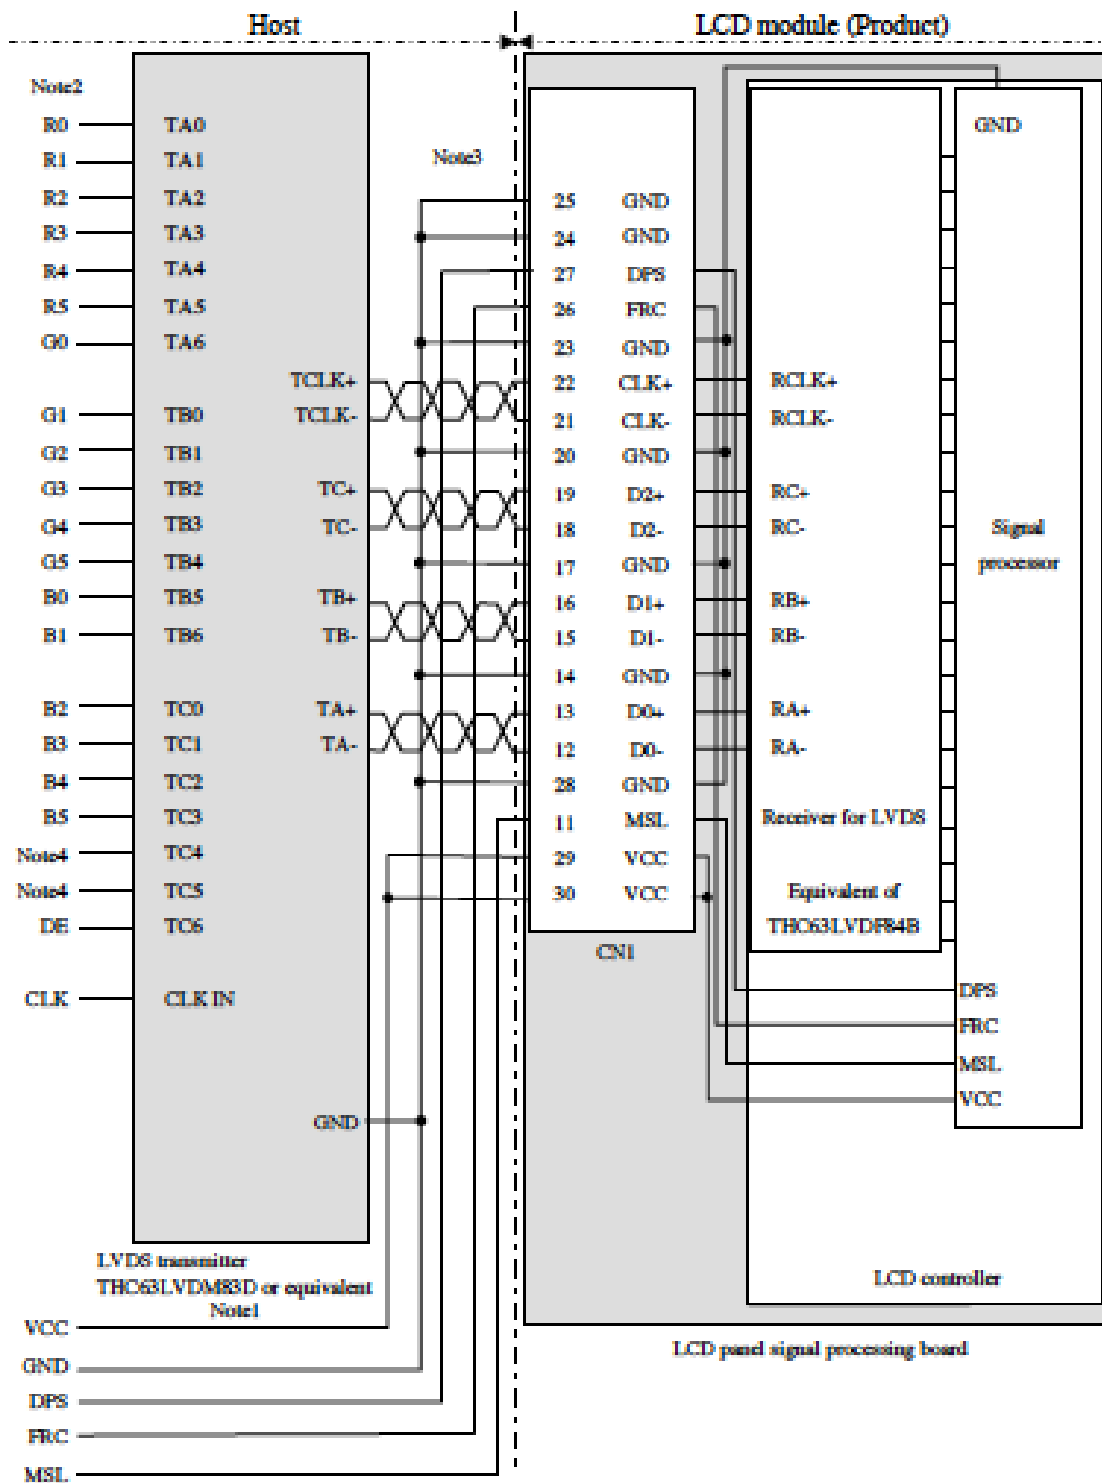 Host
LCD module (Product)
Note2
R0 TA0
R1 TA1
R2 TA2
R3 TA3
R4 TA4
R5 TA5
G0 TA6
TCLK+
G1 TB0 TCLK-
G2 TB1
G3 TB2 TC+
G4 TB3 TC-
G5 TB4
B0 TB5 TB+
B1 TB6 TB-
B2 TC0 TA+
B3 TC1 TA-
B4 TC2
B5 TC3
Note4 TC4
Note4 TC5
DE TC6
CLK CLK IN
GND
LVDS transmitter
THC63LVDM83D or equivalent
Note1
VCC
GND
DPS
FRC
MSL
Note3
25 GND
24 GND
27 DPS
26 FRC
23 GND
22 CLK+
21 CLK-
20 GND
19 D2+
18 D2-
17 GND
16 D1+
15 D1-
14 GND
13 D0+
12 D0-
28 GND
11 MSL
29 VCC
30 VCC
CN1
RCLK+
RCLK-
RC+
RC-
RB+
RB-
RA+
RA-
Receiver for LVDS
Equivalent of
THC63LVDF84B
GND
Signal
processor
DPS
FRC
MSL
VCC
LCD controller
LCD panel signal processing board